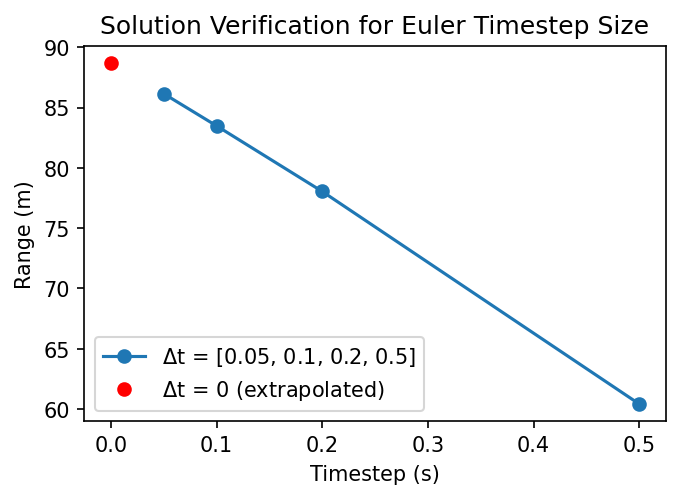 Solution Verification for Euler Timestep Size
90
85
80
75
70
65
60
Range (m)
Δt = [0.05, 0.1, 0.2, 0.5]
Δt = 0 (extrapolated)
0.0 0.1 0.2 0.3 0.4 0.5
Timestep (s)